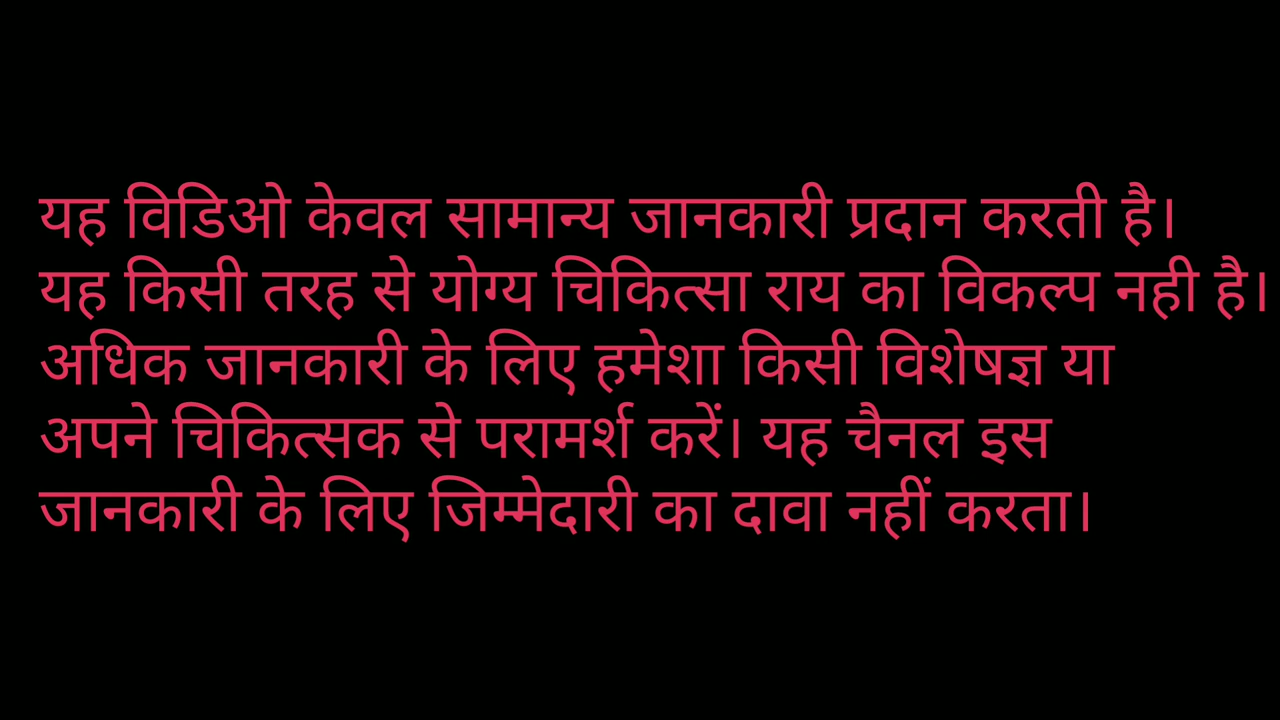 यह विडिओ केवल सामान्य जानकारी प्रदान करती है।
यह किसी तरह से योग्य चिकित्सा राय का विकल्प नही है।
अधिक जानकारी के लिए हमेशा किसी विशेषज्ञ या
अपने चिकित्सक से परामर्श करें। यह चैनल इस
जानकारी के लिए जिम्मेदारी का दावा नहीं करता।